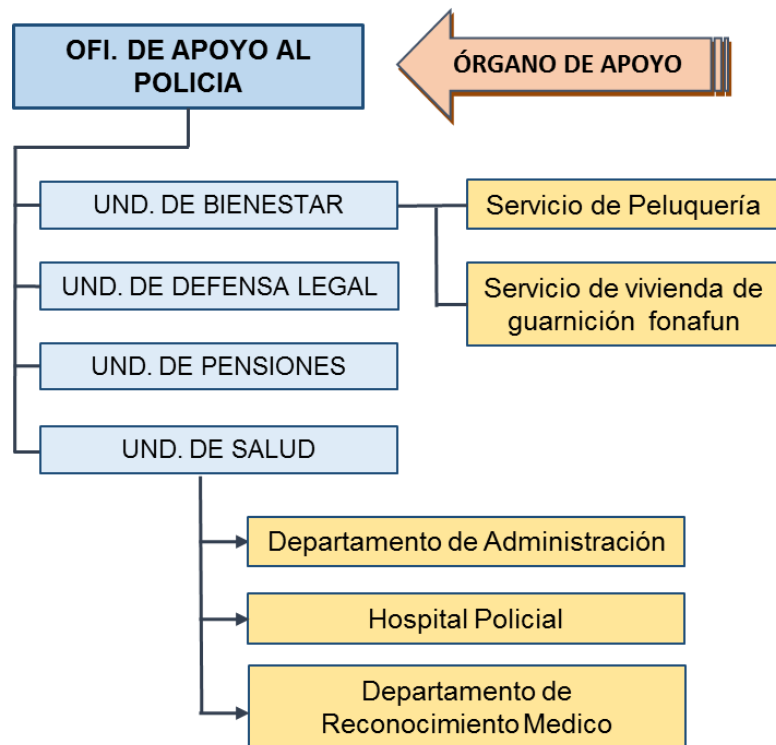 OFI. DE APOYO AL
POLICIA
ÓRGANO DE APOYO
UND. DE BIENESTAR
Servicio de Peluquería
UND. DE DEFENSA LEGAL
Servicio de vivienda de
guarnición fonafun
UND. DE PENSIONES
UND. DE SALUD
Departamento de Administración
Hospital Policial
Departamento de
Reconocimiento Medico